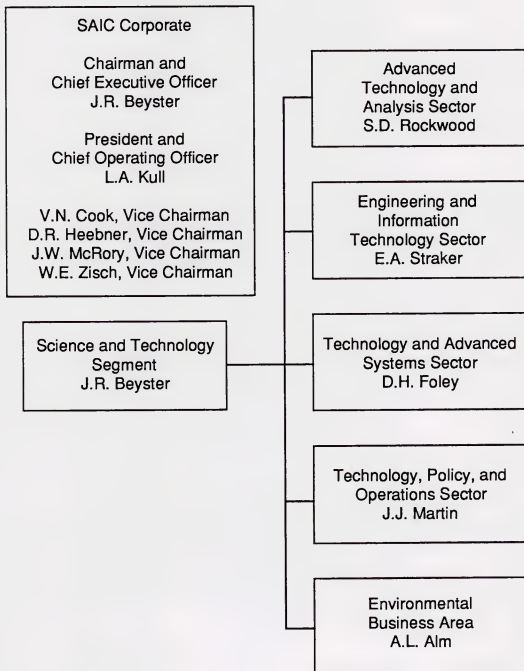 SAIC Corporate
Chairman and
Chief Executive Officer
J.R. Beyster
President and
Chief Operating Officer
L.A. Kull
V.N. Cook, Vice Chairman
D.R. Heebner, Vice Chairman
J.W. McRory, Vice Chairman
W.E. Zisch, Vice Chairman
Science and Technology
Segment
J.R. Beyster
Advanced
Technology and
Analysis Sector
S.D. Rockwood
Engineering and
Information
Technology Sector
E.A. Straker
Technology and Advanced
Systems Sector
D.H. Foley
Technology, Policy, and
Operations Sector
J.J. Martin
Environmental
Business Area
A.L. Alm